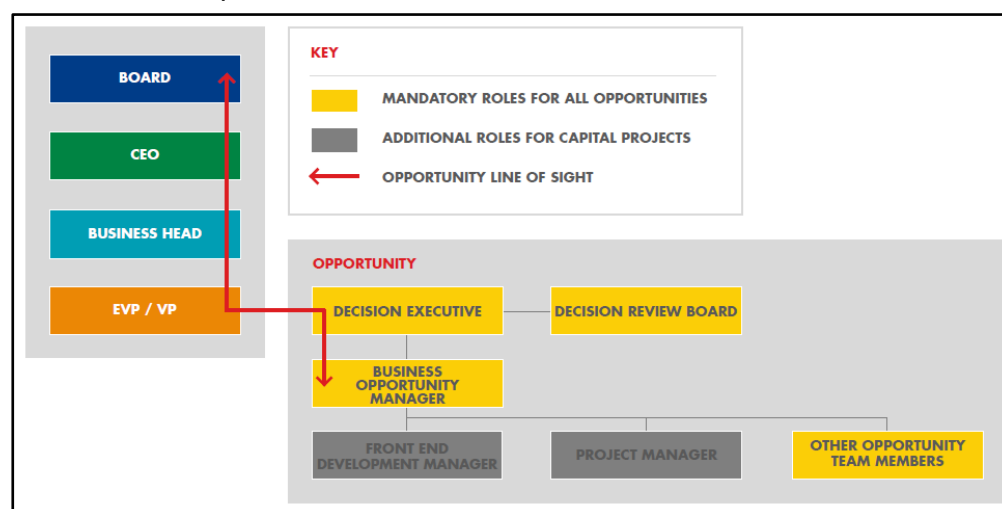 BOARD
CEO
BUSINESS HEAD
EVP / VP
KEY
MANDATORY ROLES FOR ALL OPPORTUNITIES
ADDITIONAL ROLES FOR CAPITAL PROJECTS
OPPORTUNITY LINE OF SIGHT
OPPORTUNITY
DECISION EXECUTIVE
DECISION REVIEW BOARD
BUSINESS
OPPORTUNITY
MANAGER
FRONT END
DEVELOPMENT MANAGER
PROJECT MANAGER
OTHER OPPORTUNITY
TEAM MEMBERS